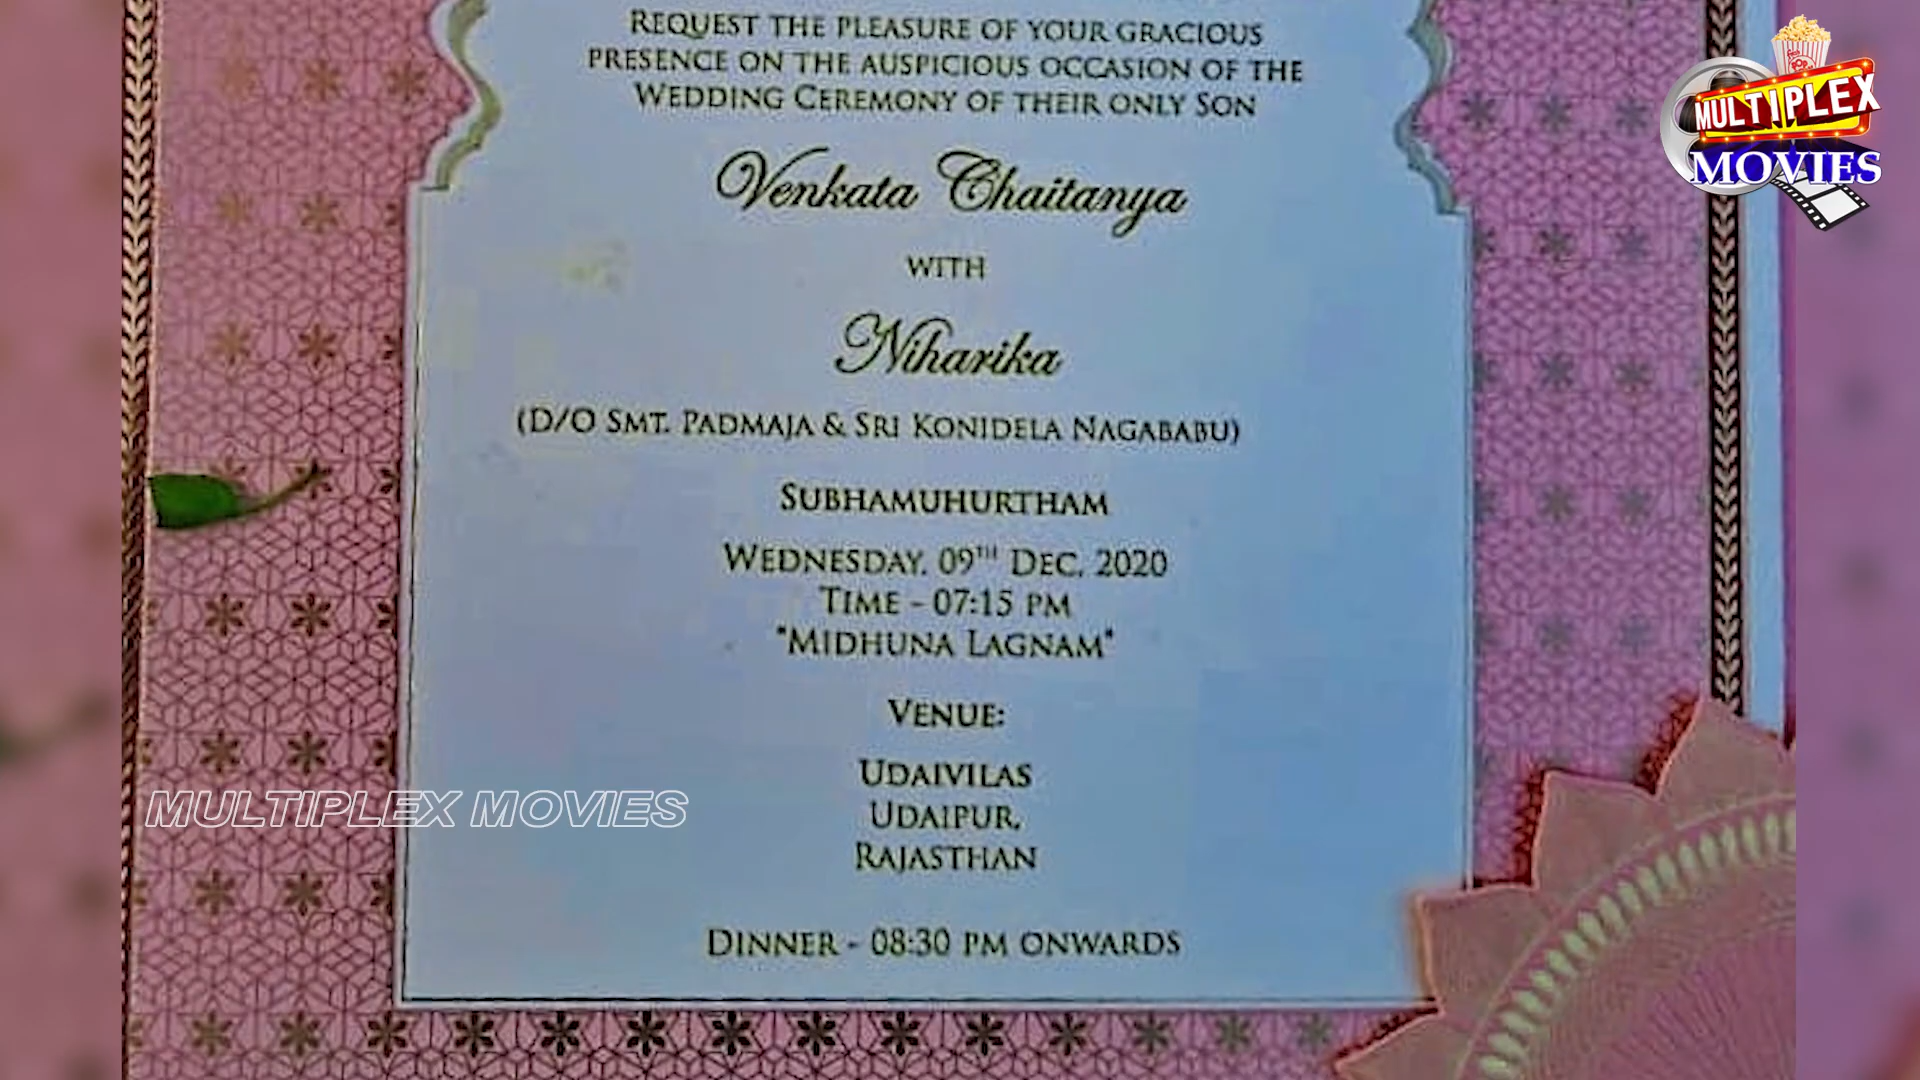 REQUEST THE PLEASURE OF YOUR GRACIOUS
PRESENCE ON THE AUSPICIOUS OCCASION OF THE
WEDDING CEREMONY OF THEIR ONLY SON
Venkata Chaitanya
WITH
Niharika
(D/O SMT. PADMAJA & SRI KONIDELA NAGABABU)
SUBHAMUHURTHAM
WEDNESDAY, 09TH DEC, 2020
TIME - 07:15 PM
"MIDHUNA LAGNAM"
VENUE:
UDAIVILAS
UDAIPUR,
RAJASTHAN
DINNER - 08:30 PM ONWARDS
MULTIPLEX MOVIES
MULTIPLEX
MOVIES